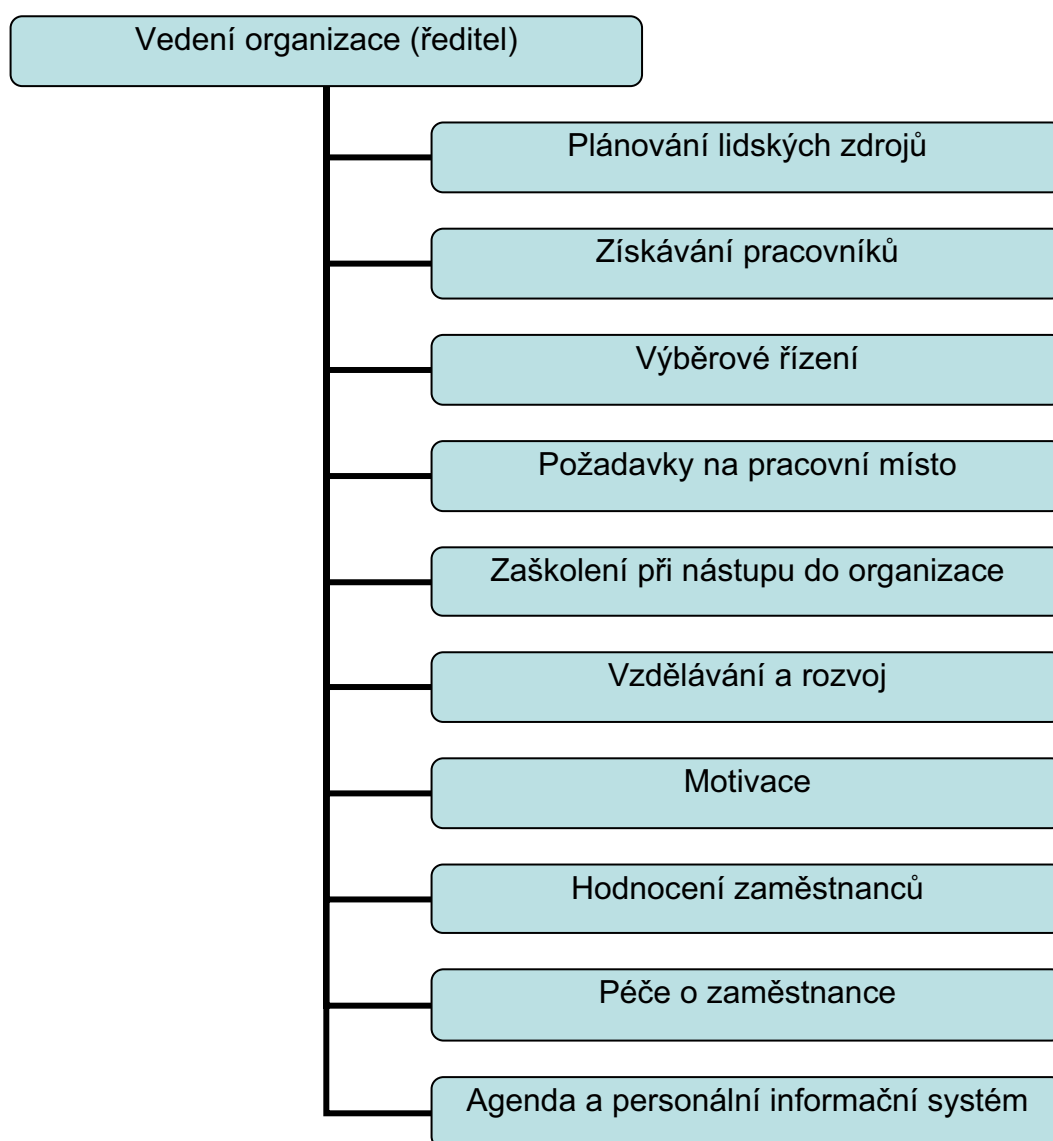 Vedení organizace (ředitel)
Plánování lidských zdrojů
Získávání pracovníků
Výběrové řízení
Požadavky na pracovní místo
Zaškolení při nástupu do organizace
Vzdělávání a rozvoj
Motivace
Hodnocení zaměstnanců
Péče o zaměstnance
Agenda a personální informační systém